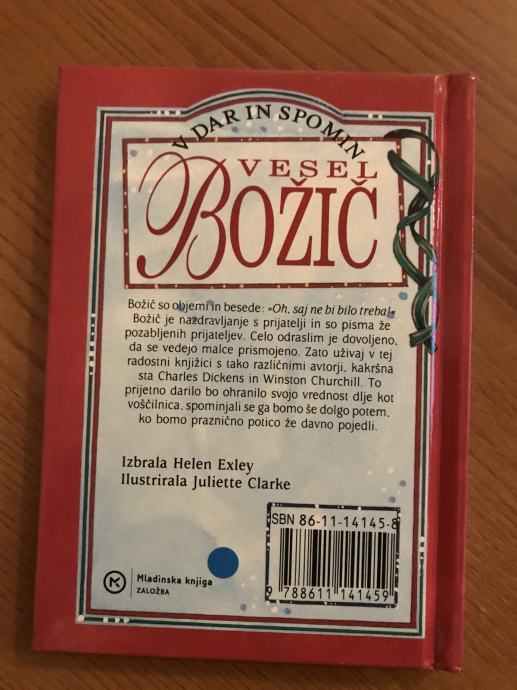 V DAR IN SPOMIN
VESEL
BOŽIČ
Božič so objemi in besede: »Oh, saj ne bi bilo treba!«
Božič je nazdravljanje s prijatelji in so pisma že
pozabljenih prijateljev. Celo odraslim je dovoljeno,
da se vedejo malce prismojeno. Zato uživaj v tej
radostni knjižici s tako različnimi avtorji, kakršna
sta Charles Dickens in Winston Churchill. To
prijetno darilo bo ohranilo svojo vrednost dlje kot
voščilnica, spominjali se ga bomo še dolgo potem,
ko bomo praznično potico že davno pojedli.
Izbrala Helen Exley
Ilustrirala Juliette Clarke
ISBN 86-11-14145-8
9 788611 141459
Mladinska knjiga
ZALOŽBA